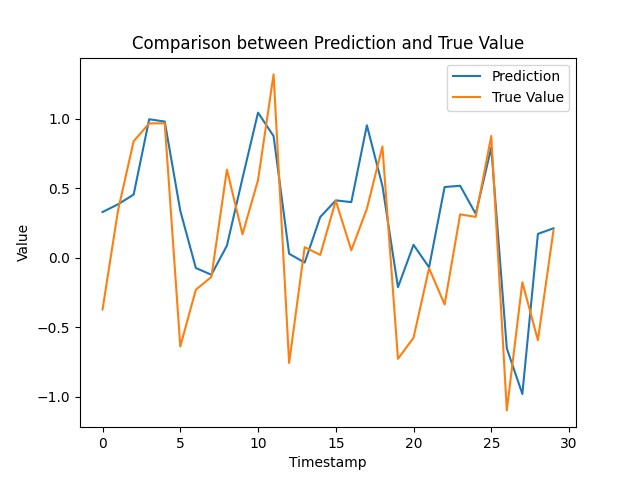 Comparison between Prediction and True Value
Prediction
True Value
1.0
0.5
0.0
−0.5
−1.0
Value
0 5 10 15 20 25 30
Timestamp